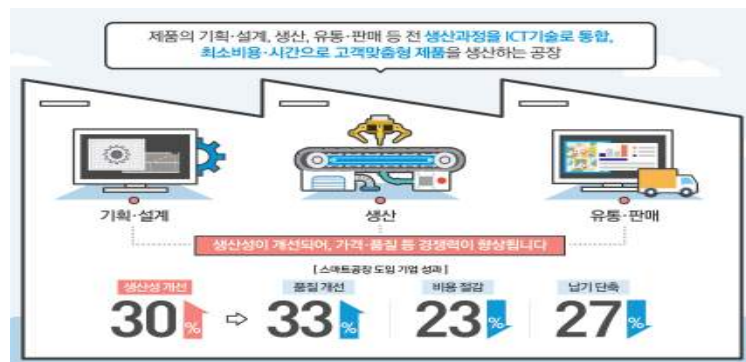 제품의 기획·설계, 생산, 유통·판매 등 전 생산과정을 ICT기술로 통합,
최소비용·시간으로 고객맞춤형 제품을 생산하는 공장
기획·설계
생산
유통·판매
생산성이 개선되어, 가격·품질 등 경쟁력이 향상됩니다
[ 스마트공장 도입 기업 성과 ]
생산성 개선
30%
품질 개선
33%
비용 절감
23%
납기 단축
27%